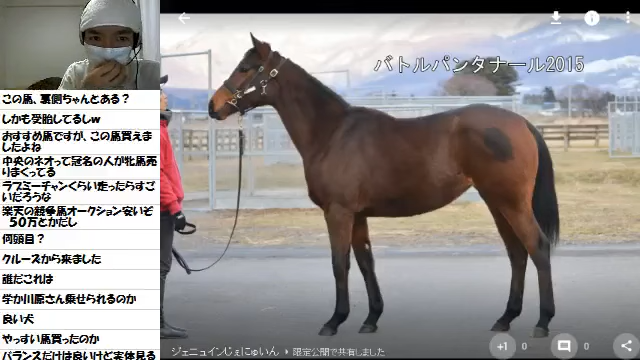 バトルパンタナール2015
この馬、裏側ちゃんとある？
しかも受胎してるしw
おすすめ馬ですが、この馬買えま
したよね
中央のネオって冠名の人が牝馬売
りまくってる
ラブミーチャンくらい走ったらすご
いだろうな
楽天の競争馬オークション安いぞ
50万とかだし
何頭目？
クルーズから来ました
誰だこれは
学か川原さん乗せられるのか
良い犬
やっすい馬買ったのか
バランスだけは良いけど実体見る
ジェニュインじぇにゅいん ▸ 限定公開で共有しました
+1 0
0